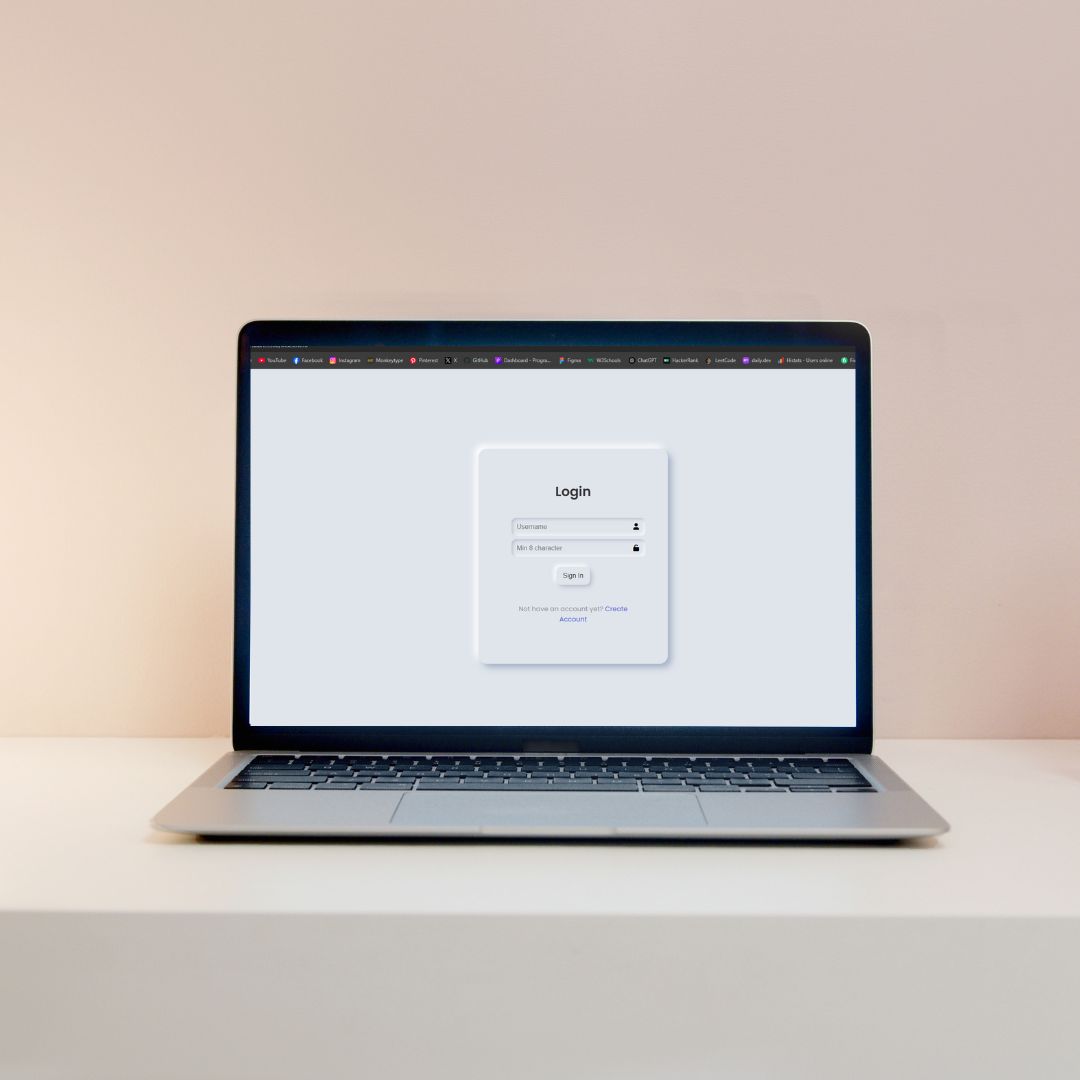 YouTube Facebook Instagram Monkeytype Pinterest X GitHub Dashboard - Progra... Figma W3Schools ChatGPT HackerRank LeetCode daily.dev Histats - Users online
Login
Username
Min 8 character
Sign In
Not have an account yet? Create
Account